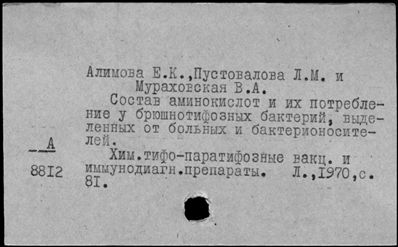 Алимова Е.К.,Пустовалова Л.М. и
Мураховская В.А.
Состав аминокислот и их потребле-
ние у брюшнотифозных бактерий, выде-
ленных от больных и бактерионосите-
лей.
А
Хим.тифо-паратифозные вакц. и
8812
иммунодиагн.препараты. Л.,1970,с.
81.